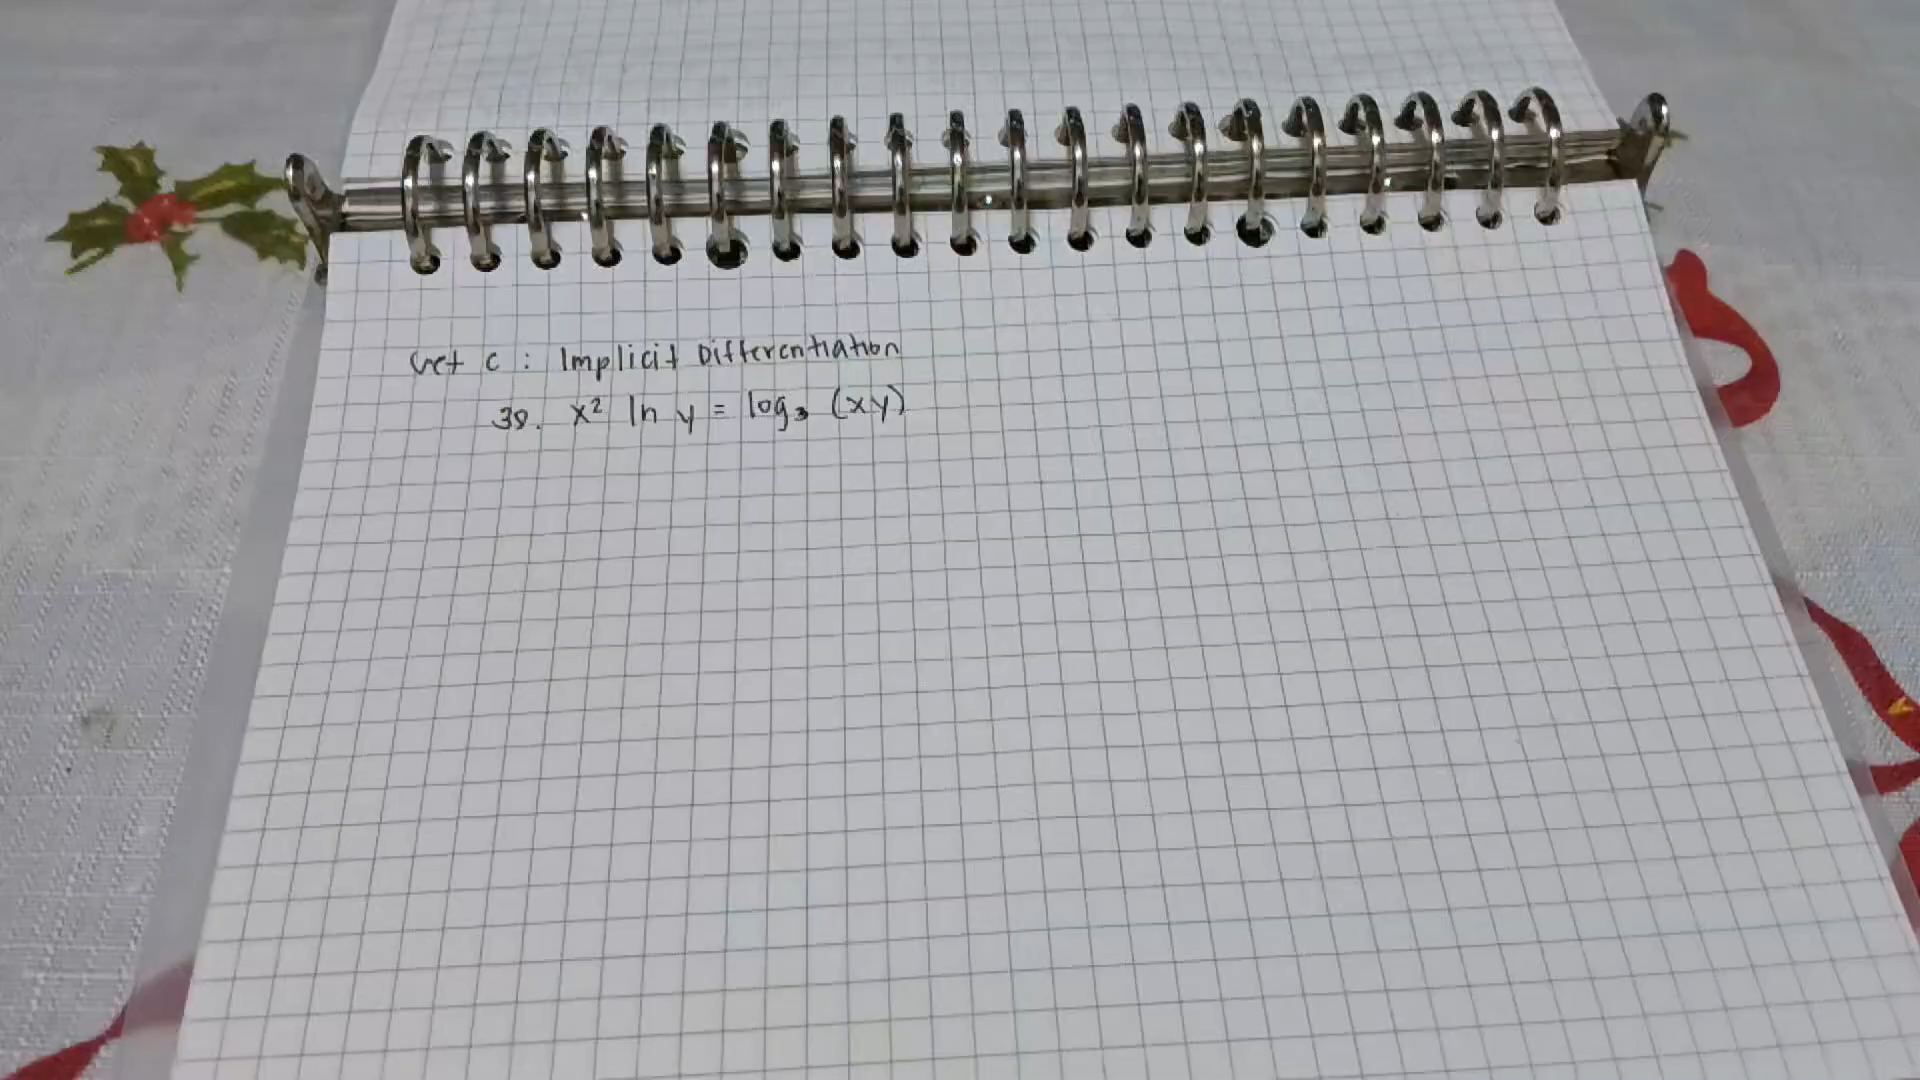 Set C : Implicit Differentiation
38. x² ln y = log₃ (xy)